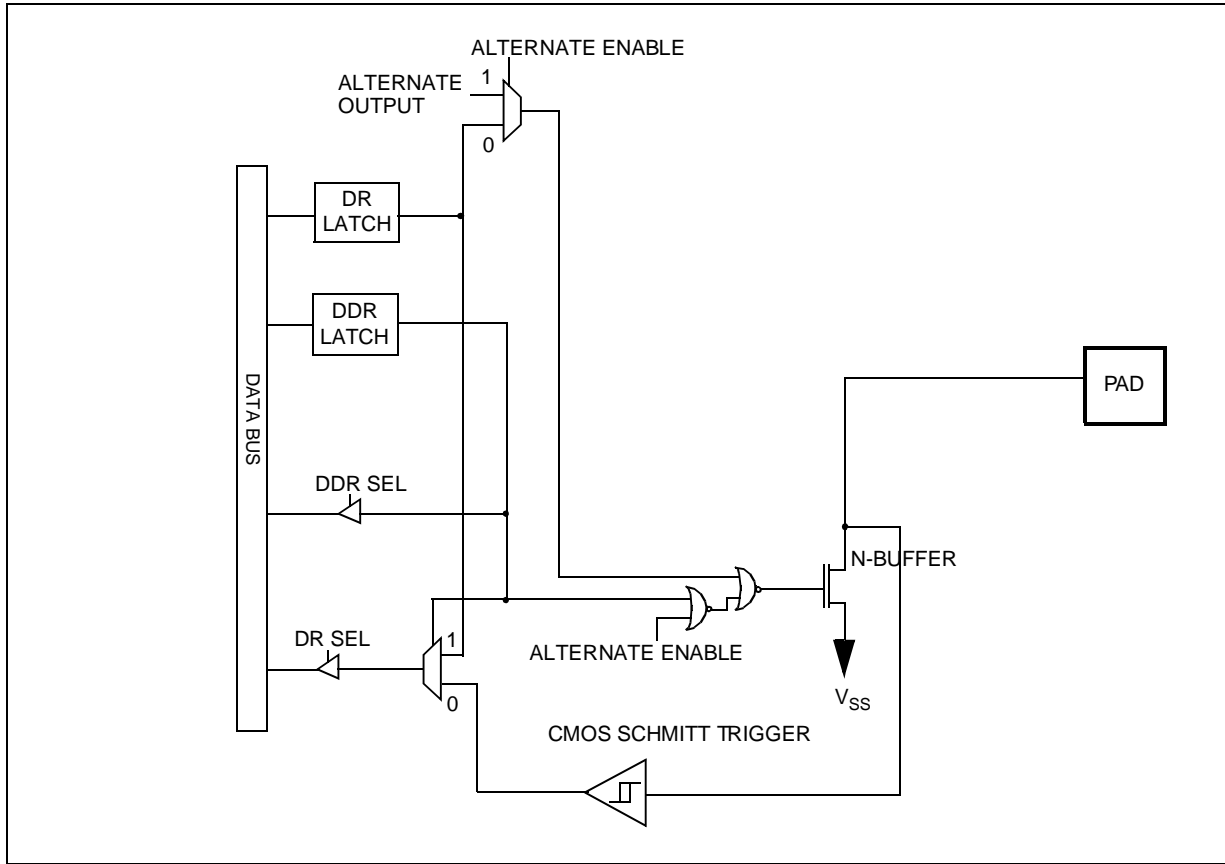 ALTERNATE ENABLE
ALTERNATE
OUTPUT
1
0
DR
LATCH
DDR
LATCH
DATA BUS
PAD
DDR SEL
N-BUFFER
DR SEL
1
0
ALTERNATE ENABLE
VSS
CMOS SCHMITT TRIGGER